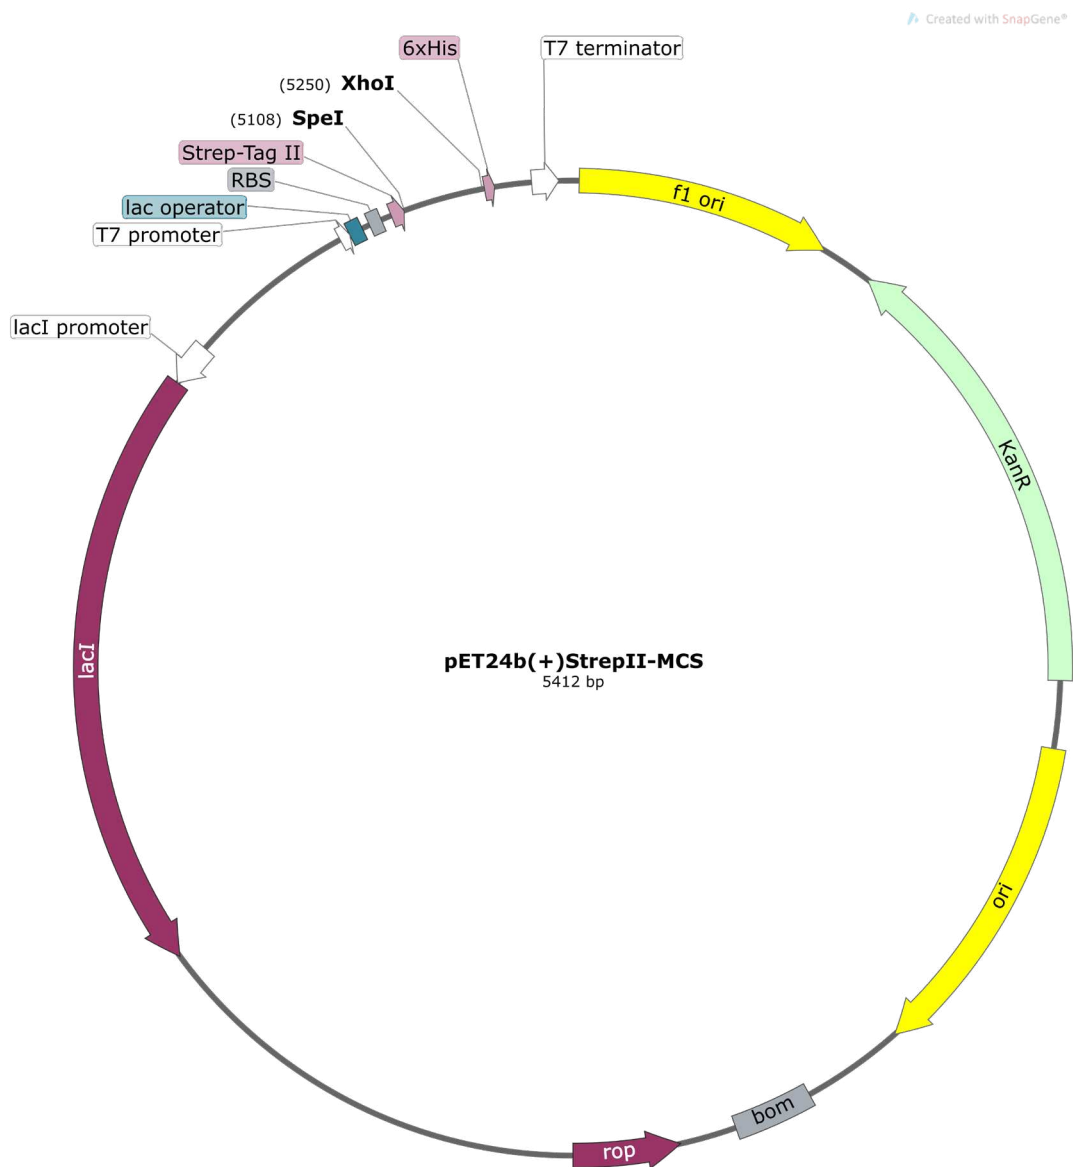 Created with SnapGene®
6xHis
T7 terminator
(5250) XhoI
(5108) SpeI
Strep-Tag II
RBS
lac operator
T7 promoter
f1 ori
lacI promoter
KanR
lacI
pET24b(+)StrepII-MCS
5412 bp
ori
bom
rop